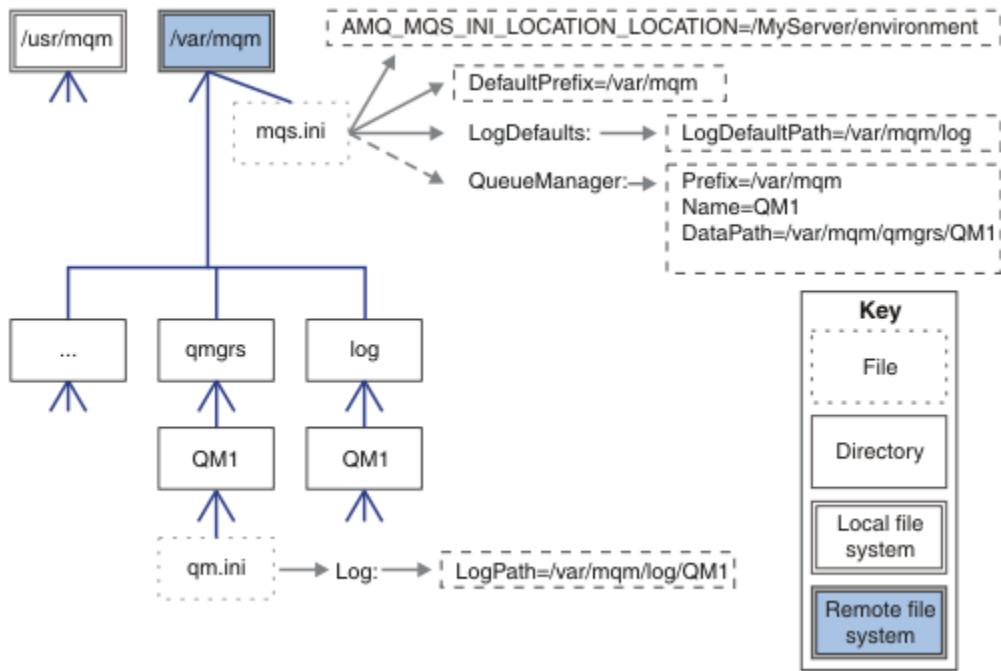 /usr/mqm
/var/mqm
AMQ_MQS_INI_LOCATION_LOCATION=/MyServer/environment
DefaultPrefix=/var/mqm
mqs.ini
LogDefaults:
LogDefaultPath=/var/mqm/log
QueueManager:
Prefix=/var/mqm
Name=QM1
DataPath=/var/mqm/qmgrs/QM1
...
qmgrs
log
QM1
QM1
qm.ini
Log:
LogPath=/var/mqm/log/QM1
Key
File
Directory
Local file
system
Remote file
system